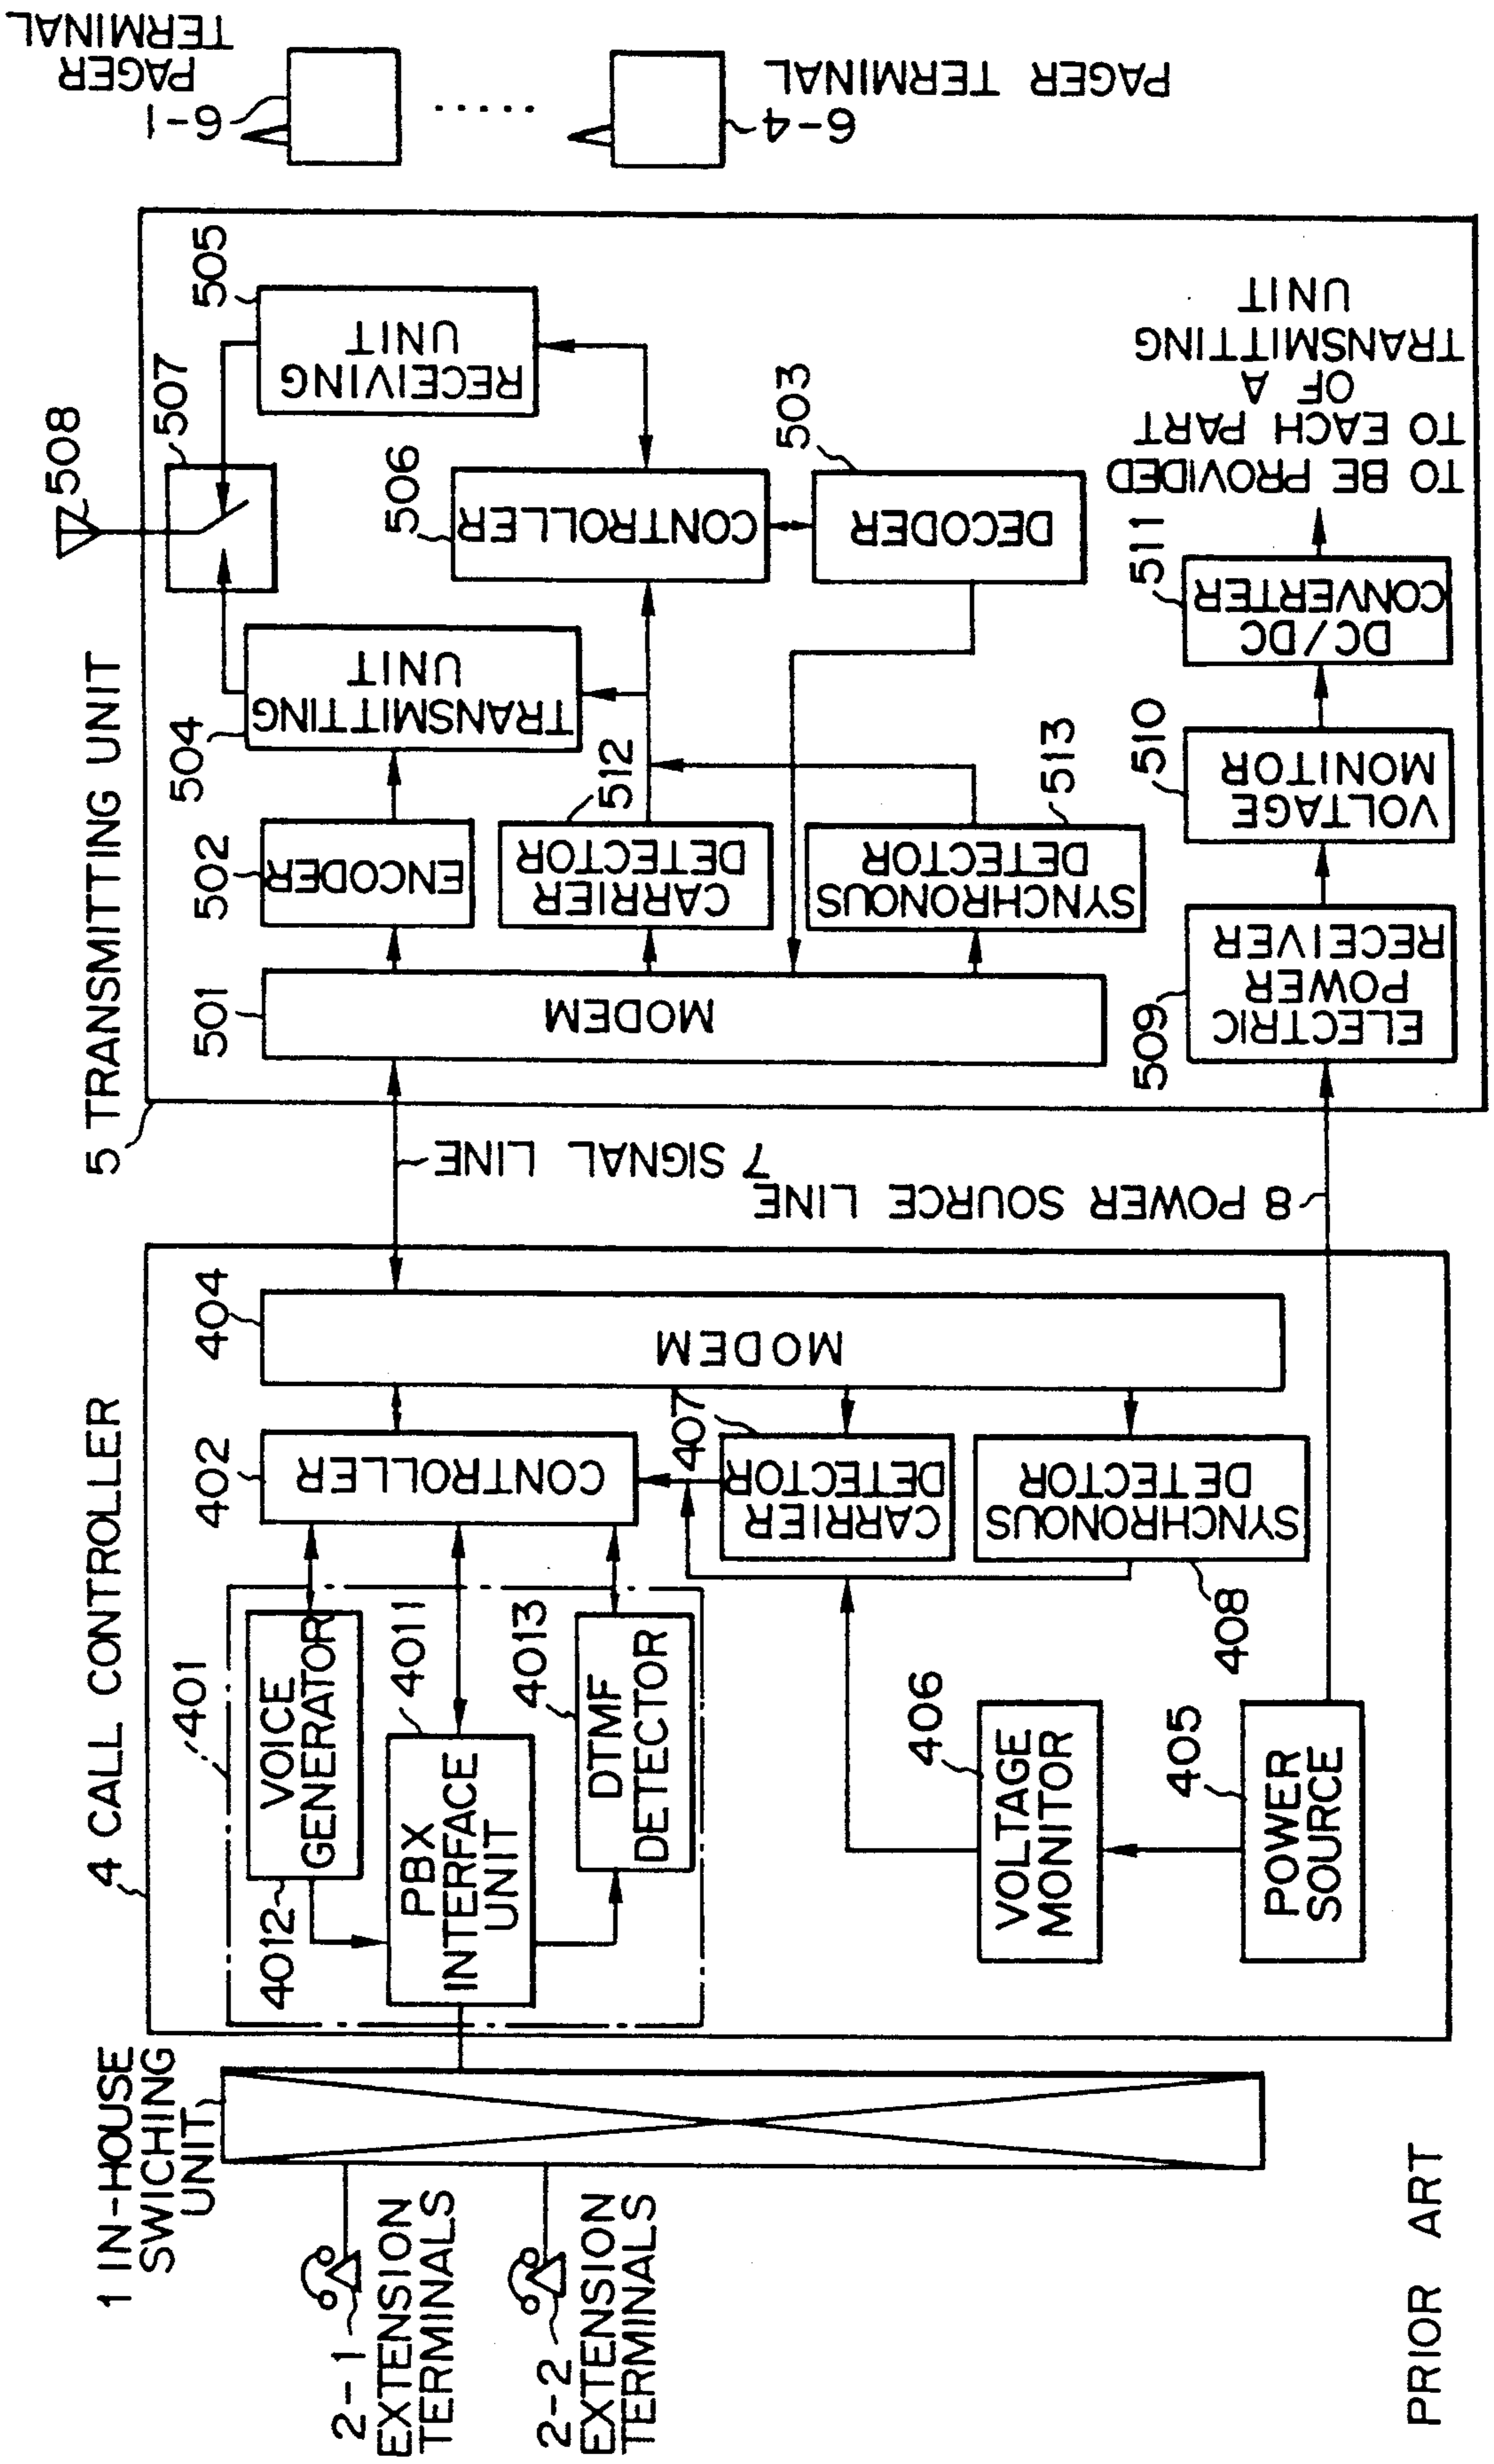 1 IN-HOUSE
SWICHING
UNIT
2-1
EXTENSION
TERMINALS
2-2
EXTENSION
TERMINALS
4 CALL CONTROLLER
401
4012
VOICE
GENERATOR
4011
PBX
INTERFACE
UNIT
4013
DTMF
DETECTOR
402
CONTROLLER
404
MODEM
407
CARRIER
DETECTOR
408
SYNCHRONOUS
DETECTOR
406
VOLTAGE
MONITOR
405
POWER
SOURCE
7 SIGNAL LINE
8 POWER SOURCE LINE
5 TRANSMITTING UNIT
501
MODEM
502
ENCODER
504
TRANSMITTING
UNIT
512
CARRIER
DETECTOR
513
SYNCHRONOUS
DETECTOR
508
507
505
RECEIVING
UNIT
506
CONTROLLER
503
DECODER
509
ELECTRIC
POWER
RECEIVER
510
VOLTAGE
MONITOR
511
DC/DC
CONVERTER
TO BE PROVIDED
TO EACH PART
OF A
TRANSMITTING
UNIT
6-1
PAGER
TERMINAL
6-4
PAGER TERMINAL
PRIOR ART